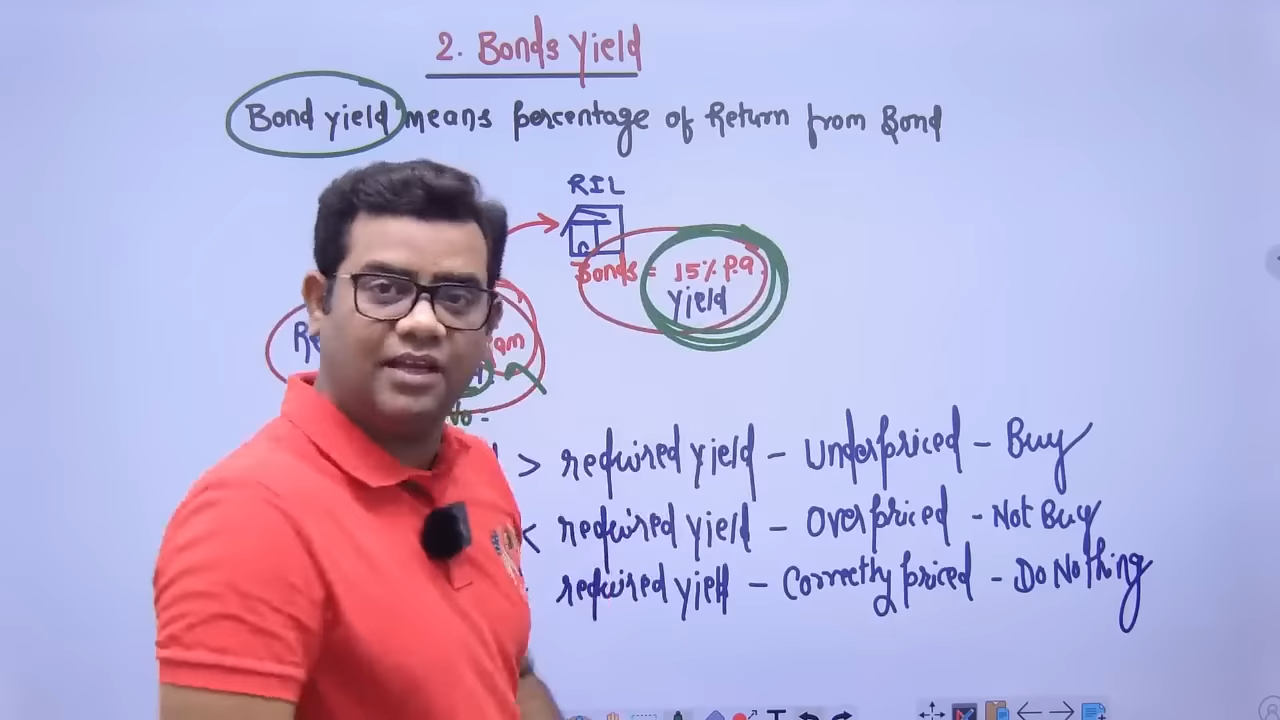 2. Bonds Yield
Bond yield means percentage of Return from Bond
RIL
Bonds = 15% p.a.
Yield
> required yield - Underpriced - Buy
< required yield - Overpriced - Not Buy
required yield - Correctly priced - Do Nothing